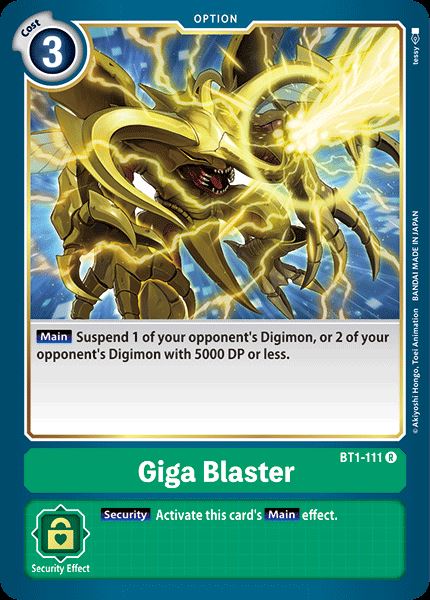 OPTION
Cost
3
tessy
Main Suspend 1 of your opponent's Digimon, or 2 of your
opponent's Digimon with 5000 DP or less.
©Akiyoshi Hongo, Toei Animation BANDAI MADE IN JAPAN
BT1-111 R
Giga Blaster
Security Activate this card's Main effect.
Security Effect